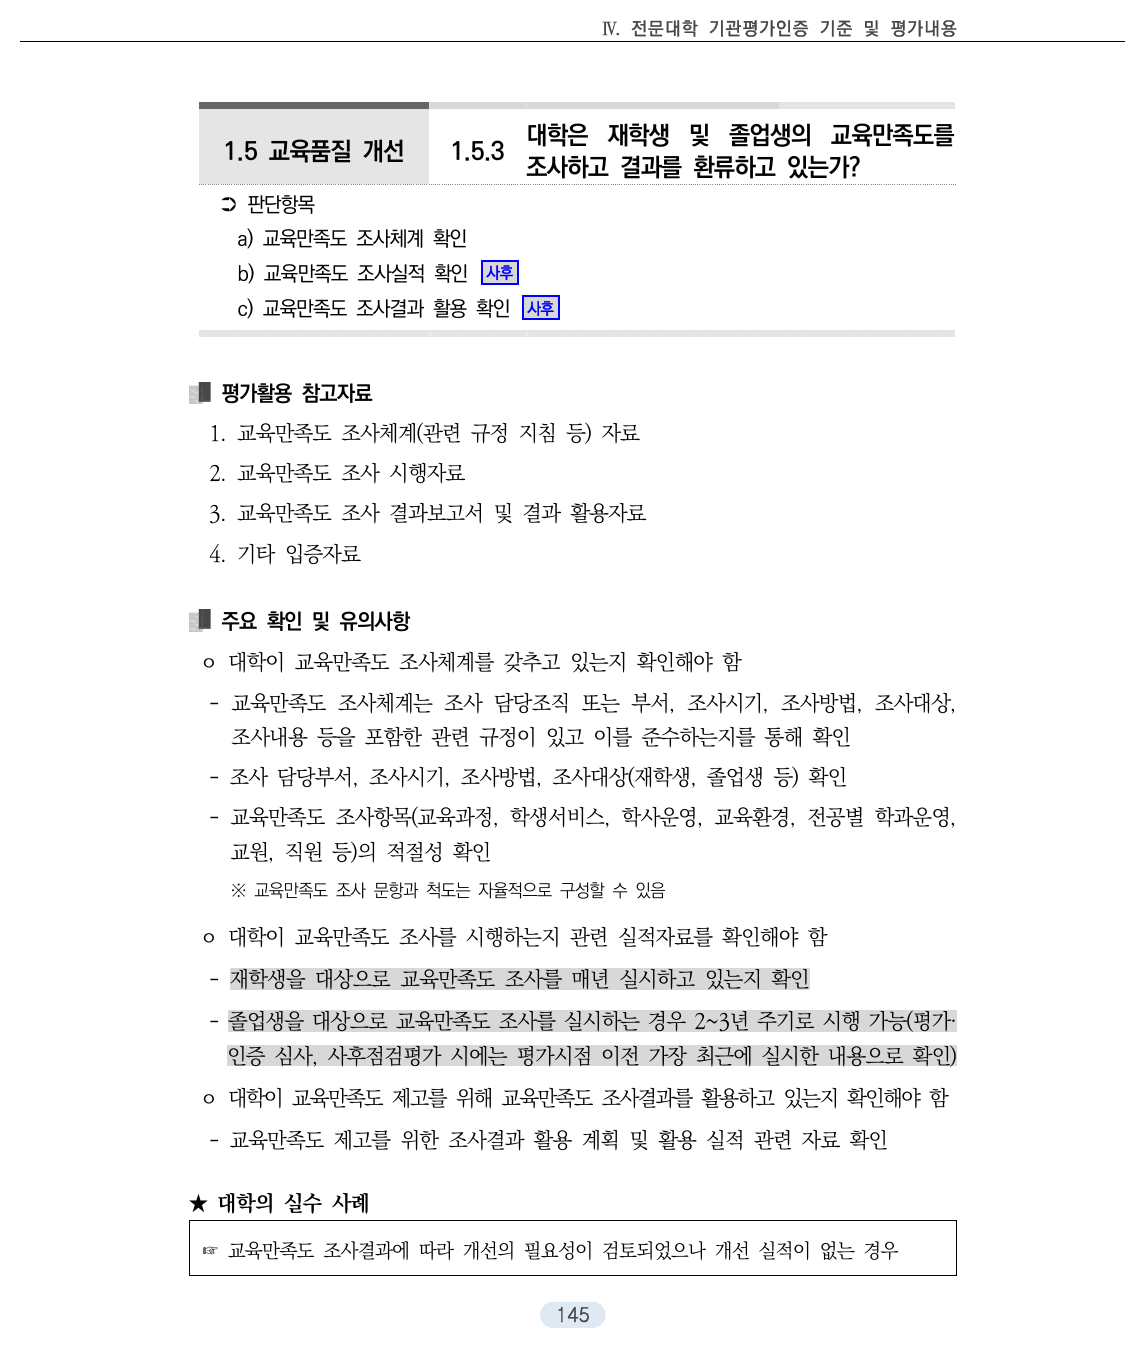 Ⅳ. 전문대학 기관평가인증 기준 및 평가내용
1.5 교육품질 개선
1.5.3
대학은 재학생 및 졸업생의 교육만족도를
조사하고 결과를 환류하고 있는가?
➲ 판단항목
a) 교육만족도 조사체계 확인
b) 교육만족도 조사실적 확인 사후
c) 교육만족도 조사결과 활용 확인 사후
평가활용 참고자료
1. 교육만족도 조사체계(관련 규정 지침 등) 자료
2. 교육만족도 조사 시행자료
3. 교육만족도 조사 결과보고서 및 결과 활용자료
4. 기타 입증자료
주요 확인 및 유의사항
ㅇ 대학이 교육만족도 조사체계를 갖추고 있는지 확인해야 함
- 교육만족도 조사체계는 조사 담당조직 또는 부서, 조사시기, 조사방법, 조사대상,
조사내용 등을 포함한 관련 규정이 있고 이를 준수하는지를 통해 확인
- 조사 담당부서, 조사시기, 조사방법, 조사대상(재학생, 졸업생 등) 확인
- 교육만족도 조사항목(교육과정, 학생서비스, 학사운영, 교육환경, 전공별 학과운영,
교원, 직원 등)의 적절성 확인
※ 교육만족도 조사 문항과 척도는 자율적으로 구성할 수 있음
ㅇ 대학이 교육만족도 조사를 시행하는지 관련 실적자료를 확인해야 함
- 재학생을 대상으로 교육만족도 조사를 매년 실시하고 있는지 확인
- 졸업생을 대상으로 교육만족도 조사를 실시하는 경우 2~3년 주기로 시행 가능(평가·
인증 심사, 사후점검평가 시에는 평가시점 이전 가장 최근에 실시한 내용으로 확인)
ㅇ 대학이 교육만족도 제고를 위해 교육만족도 조사결과를 활용하고 있는지 확인해야 함
- 교육만족도 제고를 위한 조사결과 활용 계획 및 활용 실적 관련 자료 확인
★ 대학의 실수 사례
☞ 교육만족도 조사결과에 따라 개선의 필요성이 검토되었으나 개선 실적이 없는 경우
145